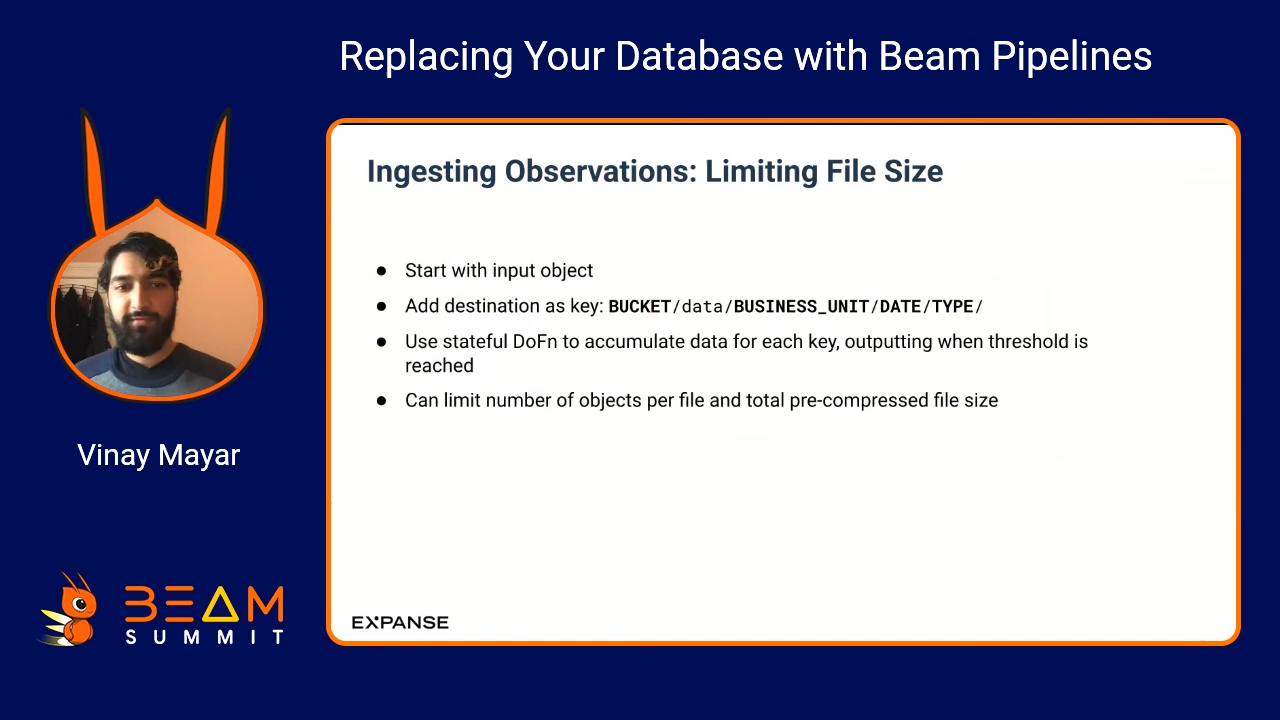 Replacing Your Database with Beam Pipelines
Ingesting Observations: Limiting File Size
● Start with input object
● Add destination as key: BUCKET/data/BUSINESS_UNIT/DATE/TYPE/
● Use stateful DoFn to accumulate data for each key, outputting when threshold is
reached
● Can limit number of objects per file and total pre-compressed file size
Vinay Mayar
BEAM
SUMMIT
EXPANSE